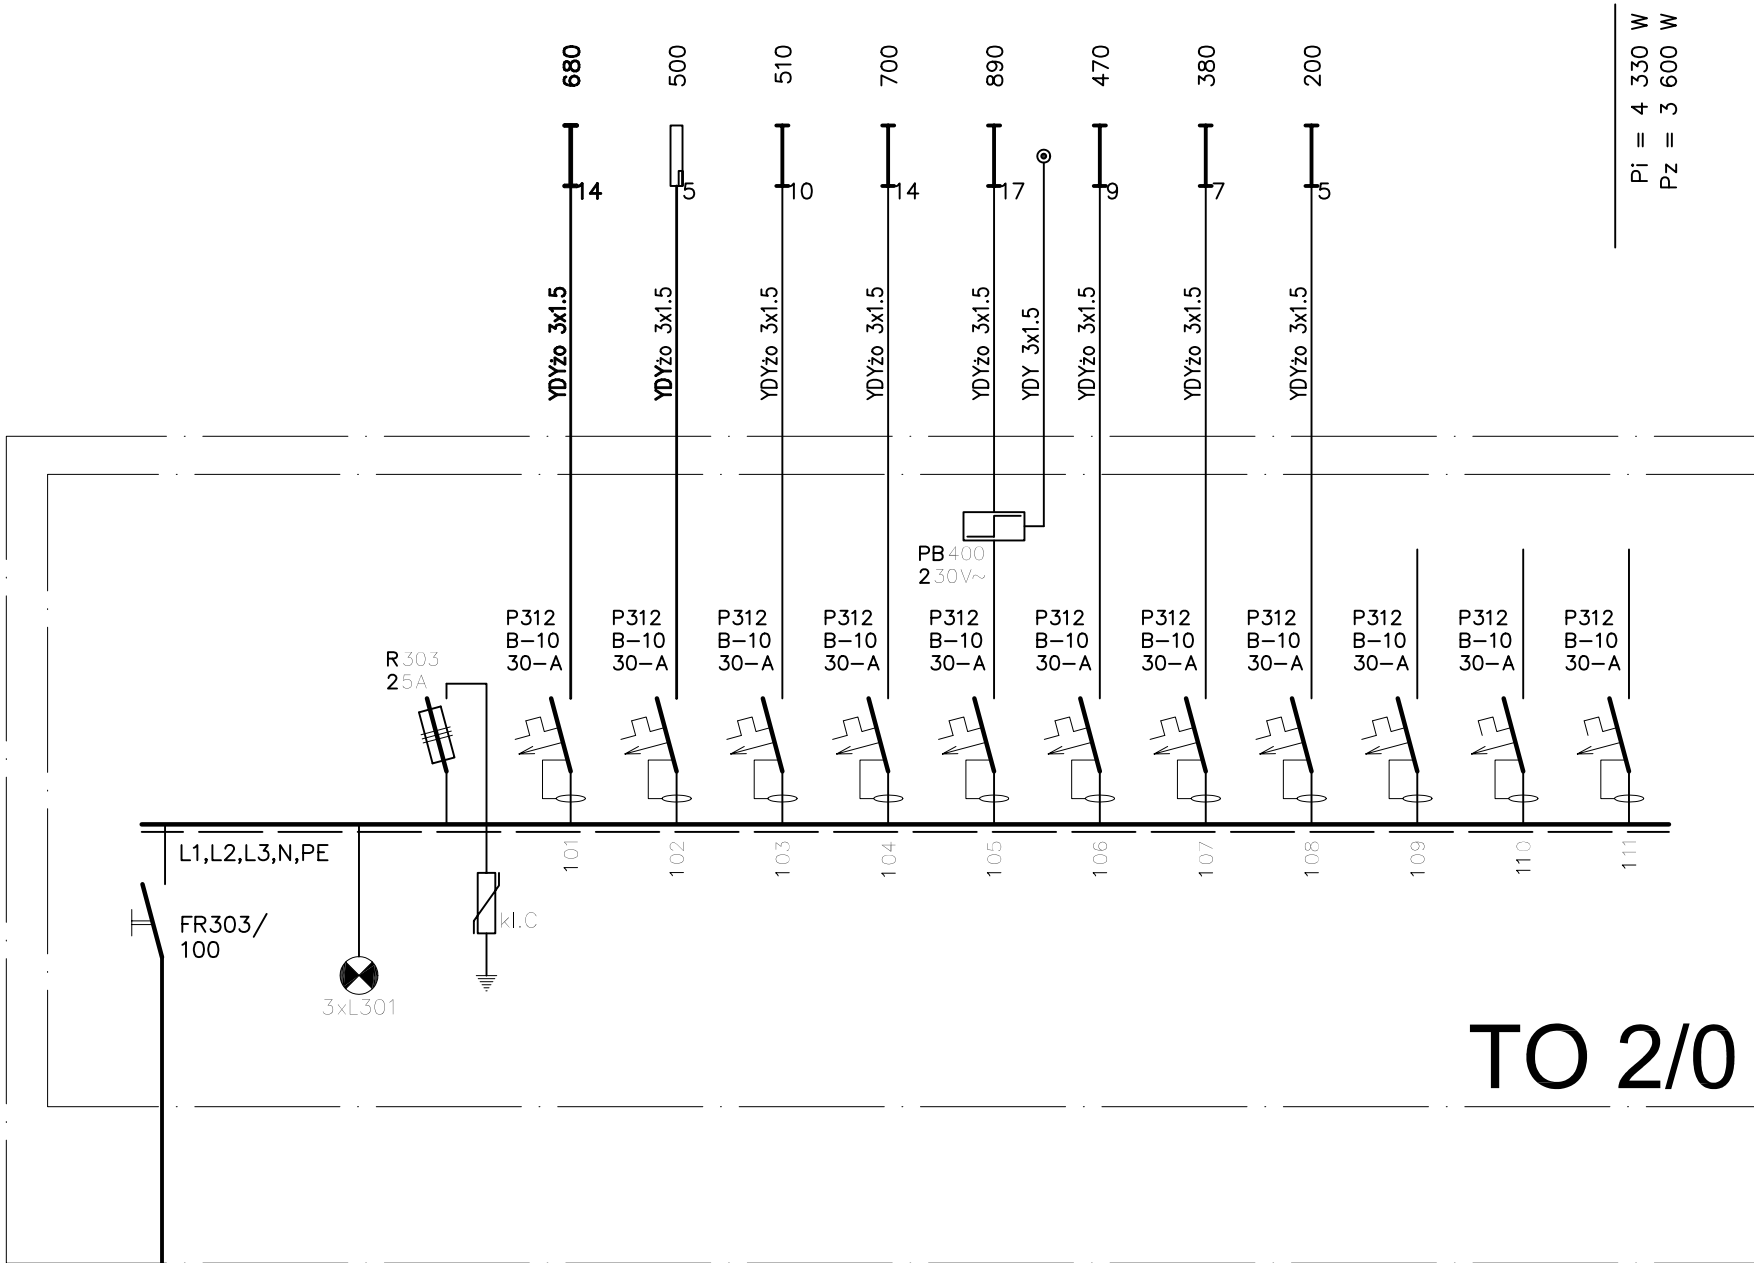 680
500
510
700
890
470
380
200
Pi = 4 330 W
Pz = 3 600 W
14
5
10
14
17
9
7
5
YDYżo 3x1.5
YDYżo 3x1.5
YDYżo 3x1.5
YDYżo 3x1.5
YDYżo 3x1.5
YDY 3x1.5
YDYżo 3x1.5
YDYżo 3x1.5
YDYżo 3x1.5
PB400
230V~
P312
B-10
30-A
P312
B-10
30-A
P312
B-10
30-A
P312
B-10
30-A
P312
B-10
30-A
P312
B-10
30-A
P312
B-10
30-A
P312
B-10
30-A
P312
B-10
30-A
P312
B-10
30-A
P312
B-10
30-A
R303
25A
L1,L2,L3,N,PE
101
102
103
104
105
106
107
108
109
110
111
FR303/
100
kl.C
3xL301
TO 2/0